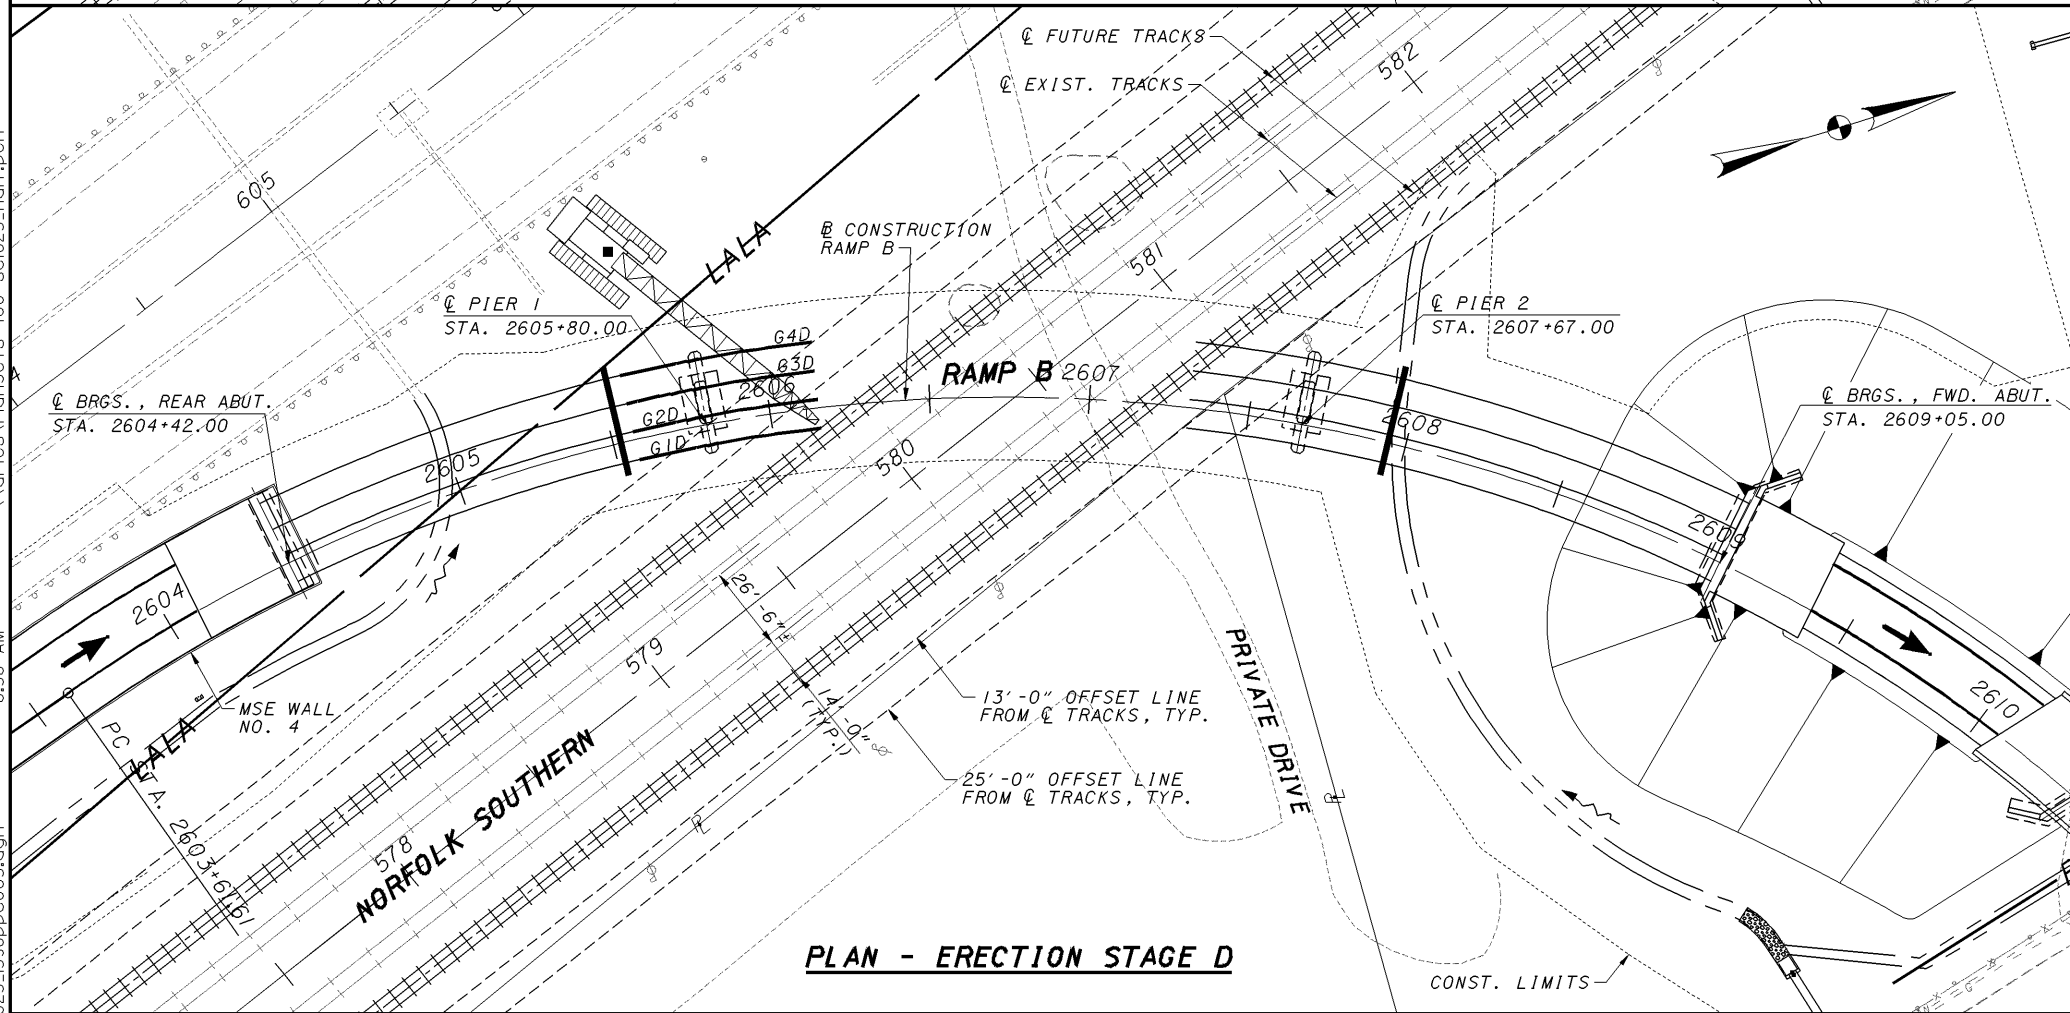 ℄ FUTURE TRACKS
℄ EXIST. TRACKS
582
605
LALA
B CONSTRUCTION
RAMP B
581
℄ PIER 1
STA. 2605+80.00
℄ PIER 2
STA. 2607+67.00
G4D
G3D
G2D
G1D
2606
RAMP B
2607
2608
℄ BRGS., REAR ABUT.
STA. 2604+42.00
℄ BRGS., FWD. ABUT.
STA. 2609+05.00
2605
580
2609
2604
26'-6"±
579
14'-0"
(TYP.)
PRIVATE DRIVE
13'-0" OFFSET LINE
FROM ℄ TRACKS, TYP.
2610
MSE WALL
NO. 4
LALA
PC STA. 2603+67.61
NORFOLK SOUTHERN
25'-0" OFFSET LINE
FROM ℄ TRACKS, TYP.
578
PLAN - ERECTION STAGE D
CONST. LIMITS